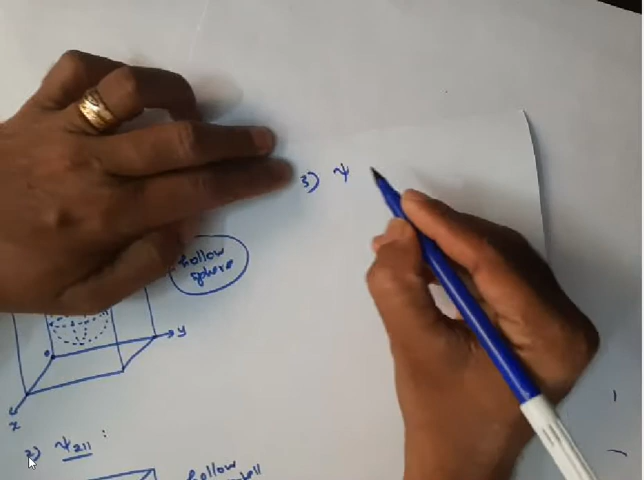 3) ψ
hollow
sphere
y
x
2) ψ211 :
hollow